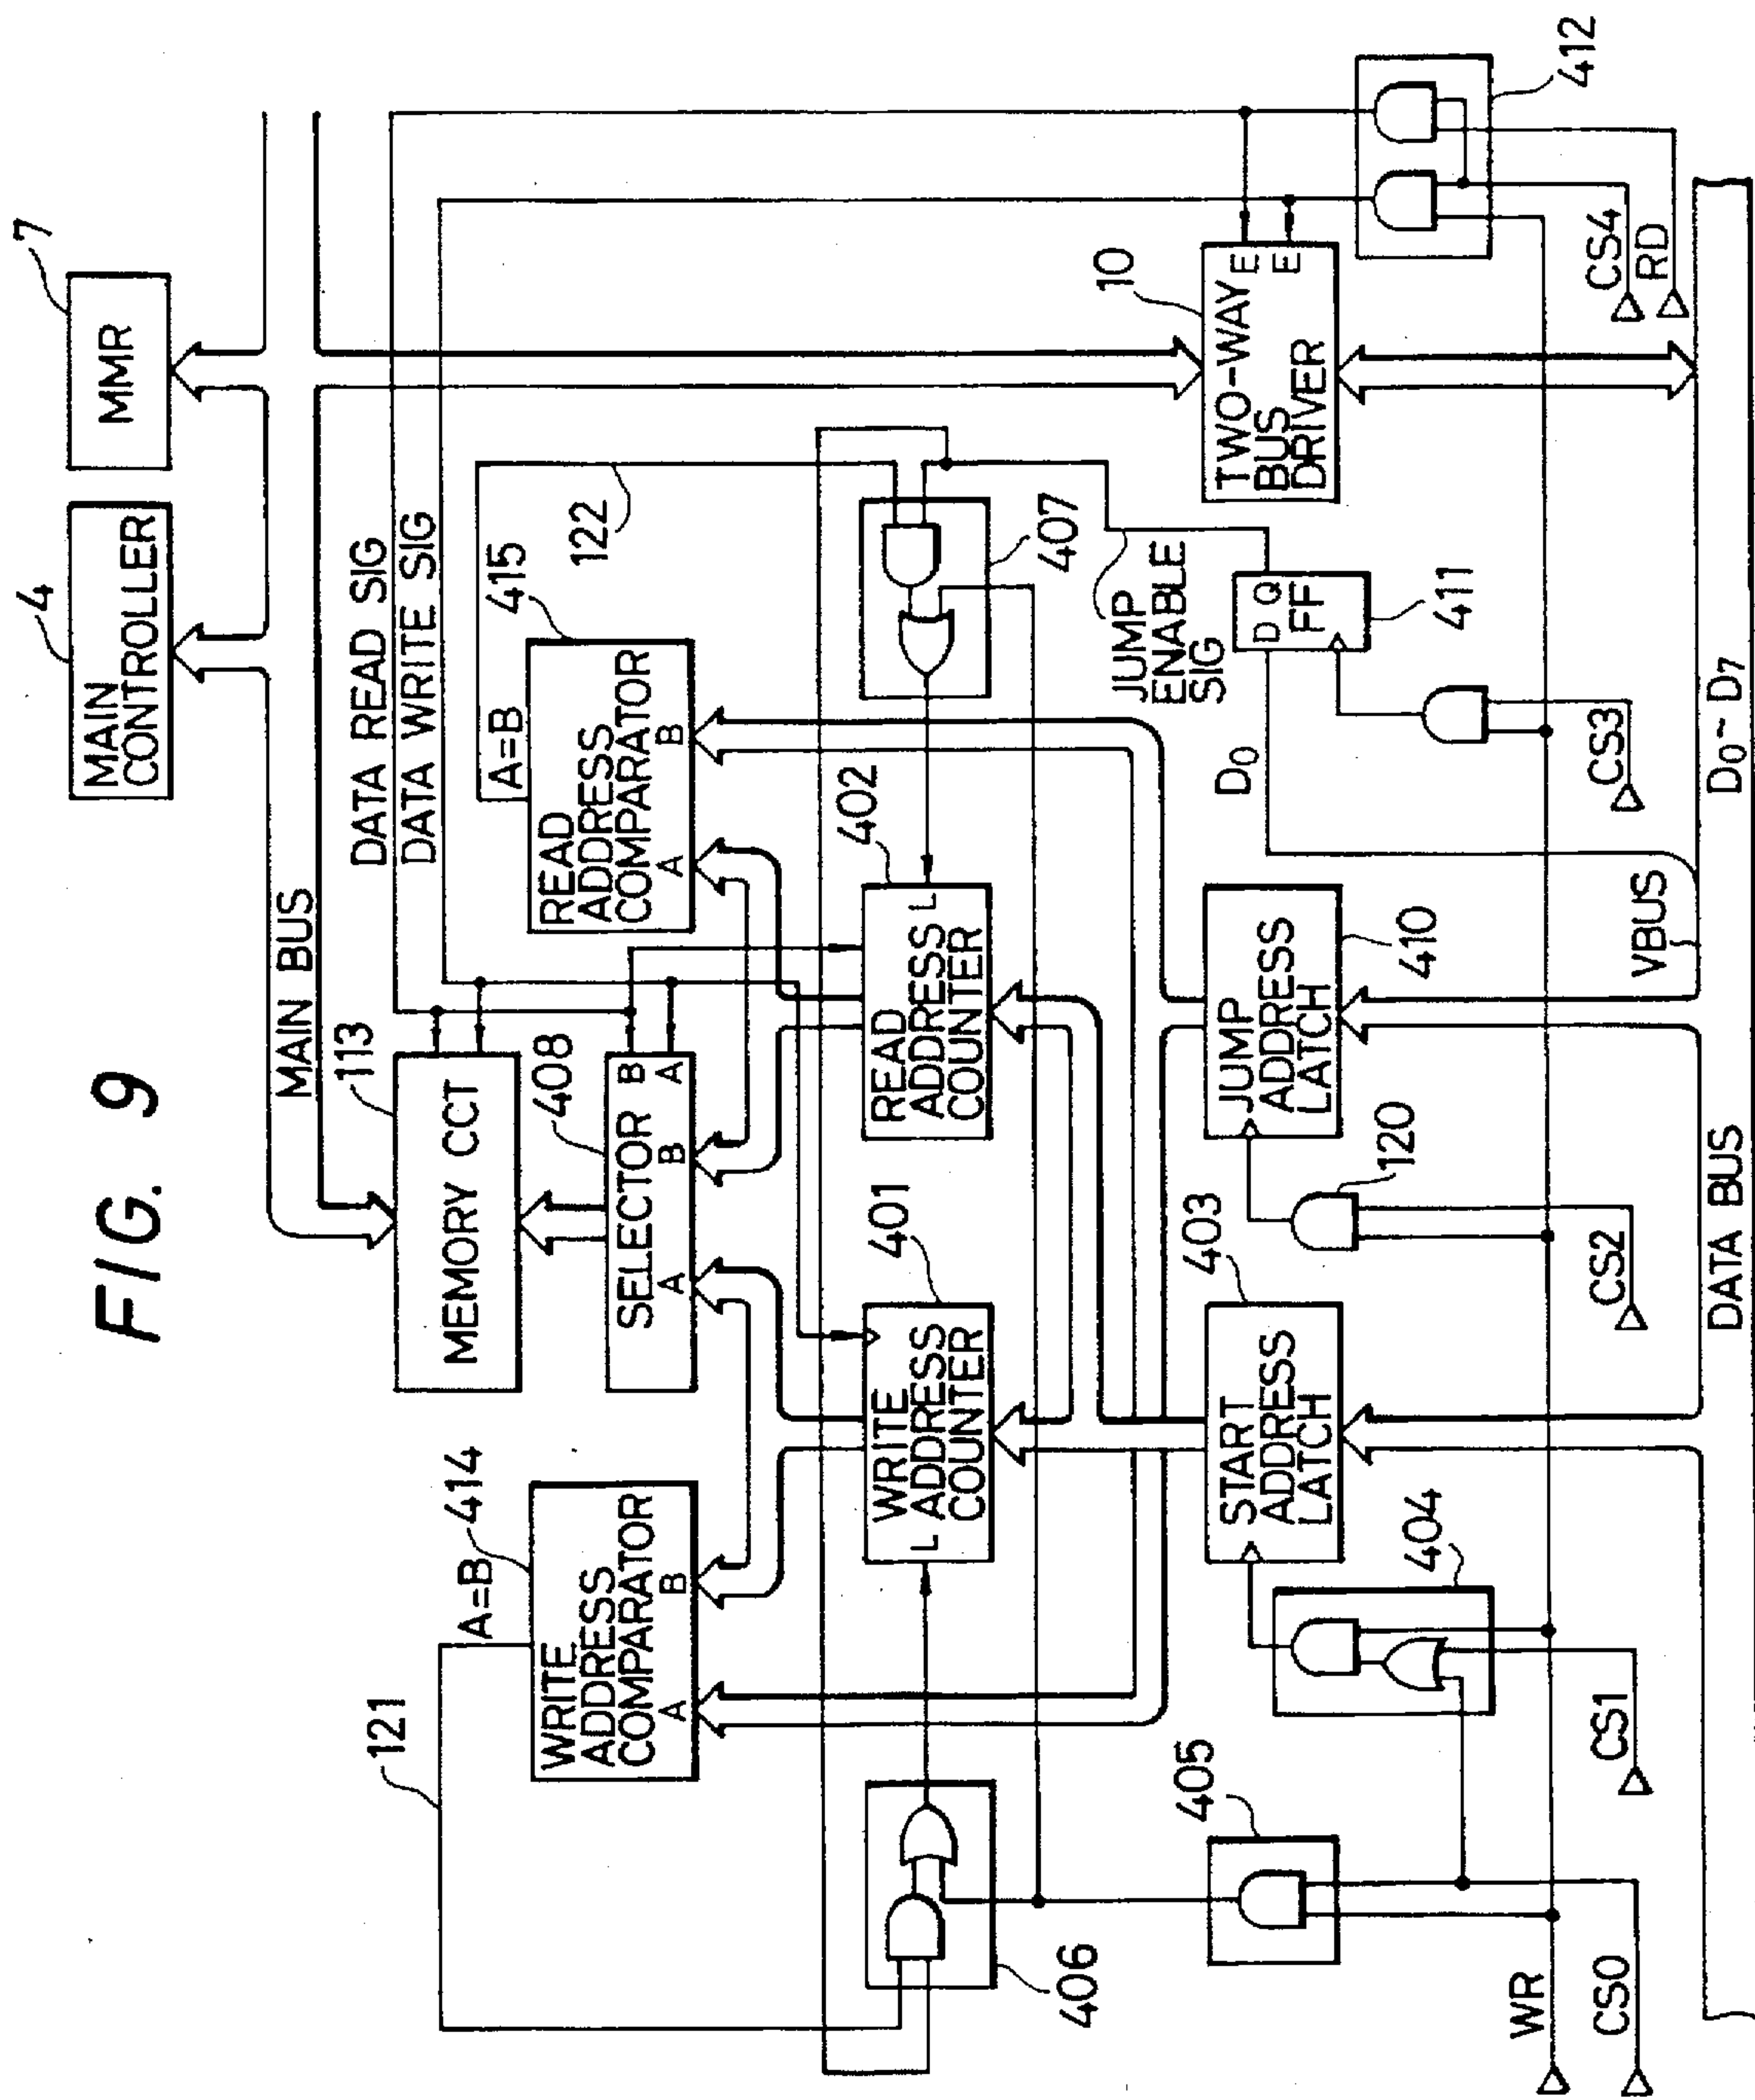 FIG. 9
4
MAIN
CONTROLLER
7
MMR
MAIN BUS
113
MEMORY CCT
DATA READ SIG
DATA WRITE SIG
121
A=B
414
WRITE
ADDRESS
COMPARATOR
A
B
408
SELECTOR
B
A
A
B
A=B
415
READ
ADDRESS
COMPARATOR
A
B
122
406
401
L
WRITE
ADDRESS
COUNTER
402
READ
ADDRESS
COUNTER
L
407
JUMP
ENABLE
SIG
10
TWO-WAY
BUS
DRIVER
E
E
405
404
403
START
ADDRESS
LATCH
120
JUMP
ADDRESS
LATCH
410
D0
D Q
FF
411
412
WR
CS0
CS1
CS2
CS3
CS4
RD
VBUS
DATA BUS
D0~D7